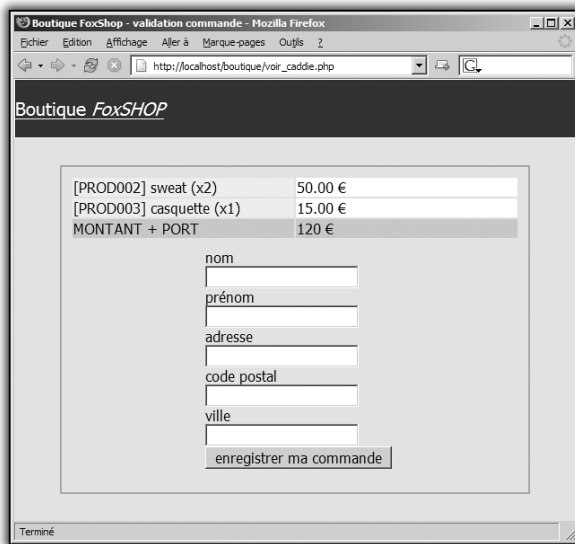 Boutique FoxShop - validation commande - Mozilla Firefox
Fichier Edition Affichage Aller à Marque-pages Outils ?
http://localhost/boutique/voir_caddie.php G
Boutique FoxSHOP
[PROD002] sweat (x2) 50.00 €
[PROD003] casquette (x1) 15.00 €
MONTANT + PORT 120 €
nom
prénom
adresse
code postal
ville
enregistrer ma commande
Terminé